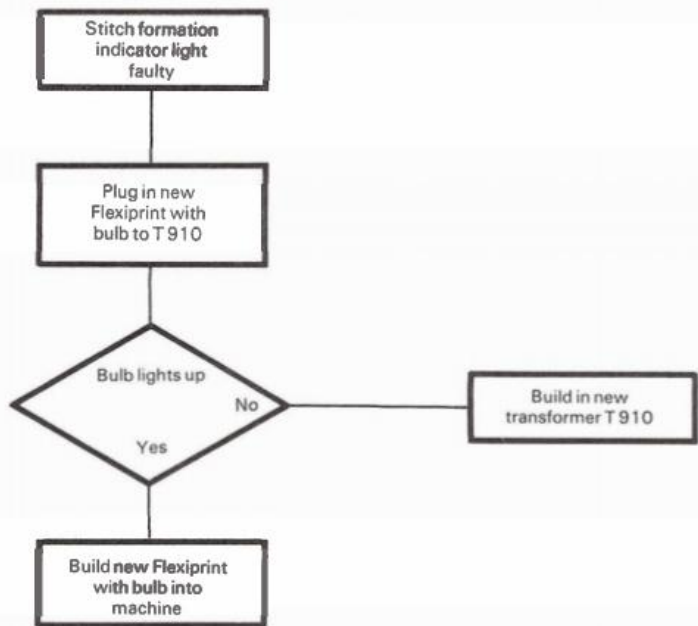 Stitch formation
indicator light
faulty
Plug in new
Flexiprint with
bulb to T 910
Bulb lights up
No
Yes
Build in new
transformer T 910
Build new Flexiprint
with bulb into
machine